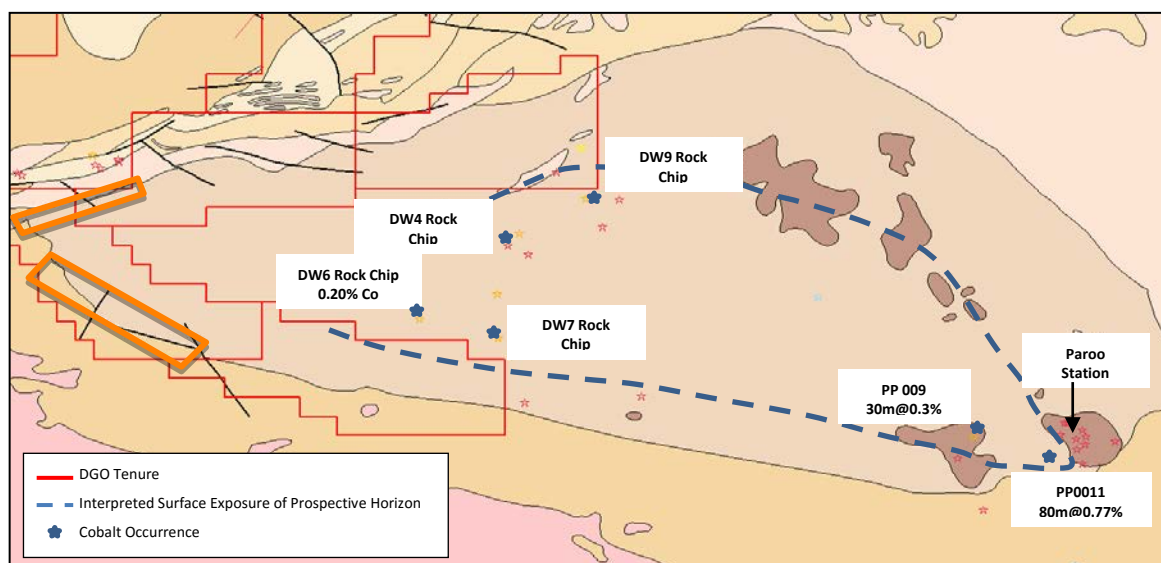 DW9 Rock
Chip
DW4 Rock
Chip
DW6 Rock Chip
0.20% Co
DW7 Rock
Chip
Paroo
Station
PP 009
30m@0.3%
PP0011
80m@0.77%
DGO Tenure
Interpreted Surface Exposure of Prospective Horizon
Cobalt Occurrence